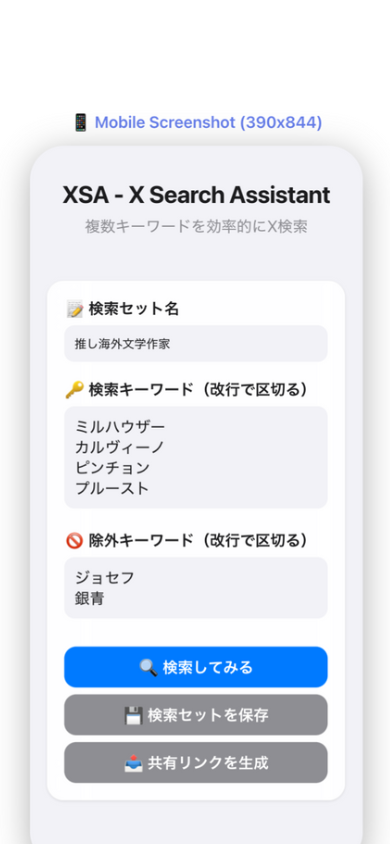 📱 Mobile Screenshot (390x844)
XSA - X Search Assistant
複数キーワードを効率的にX検索
📝 検索セット名
推し海外文学作家
🔑 検索キーワード（改行で区切る）
ミルハウザー
カルヴィーノ
ピンチョン
プルースト
🚫 除外キーワード（改行で区切る）
ジョセフ
銀青
🔍 検索してみる
💾 検索セットを保存
📤 共有リンクを生成